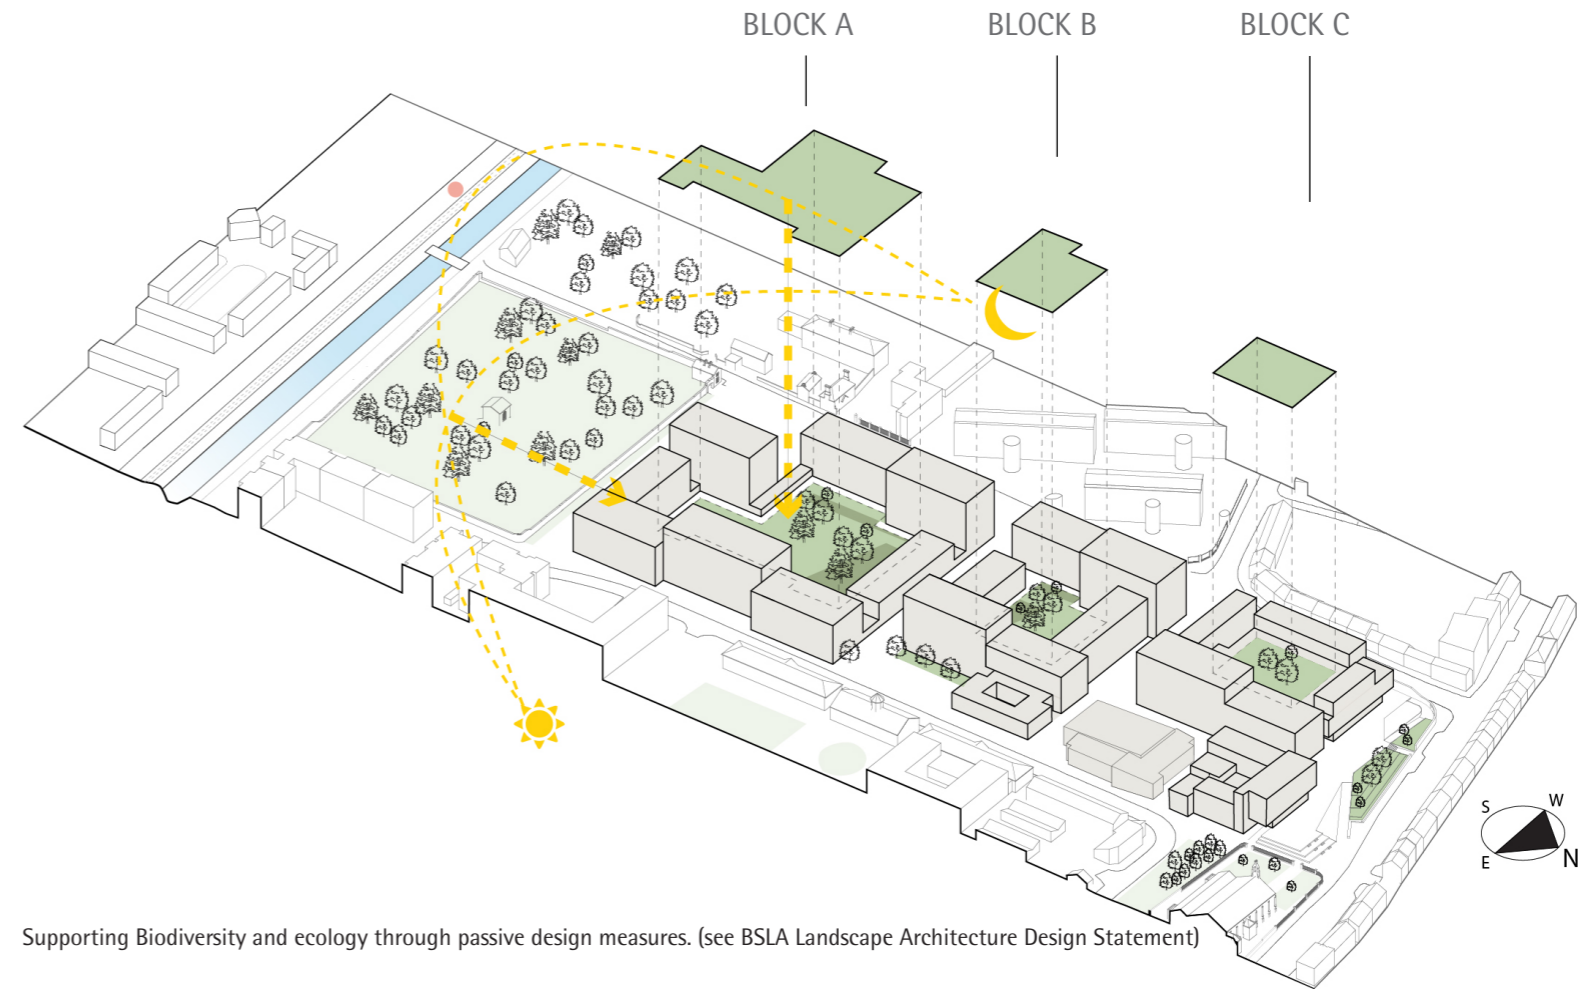 BLOCK A
BLOCK B
BLOCK C
S
W
E
N
Supporting Biodiversity and ecology through passive design measures. (see BSLA Landscape Architecture Design Statement)